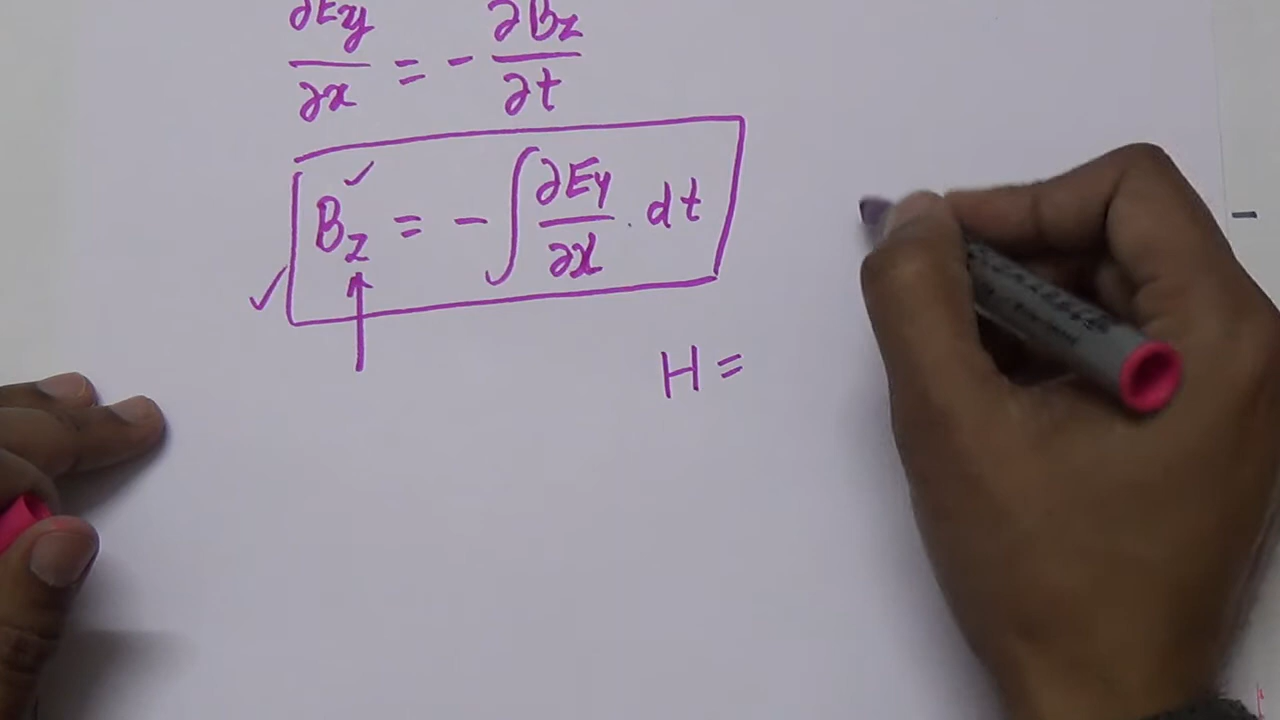 ∂Ey/∂x = - ∂Bz/∂t
Bz ✓ = - ∫ ∂Ey/∂x . dt
✓
H =